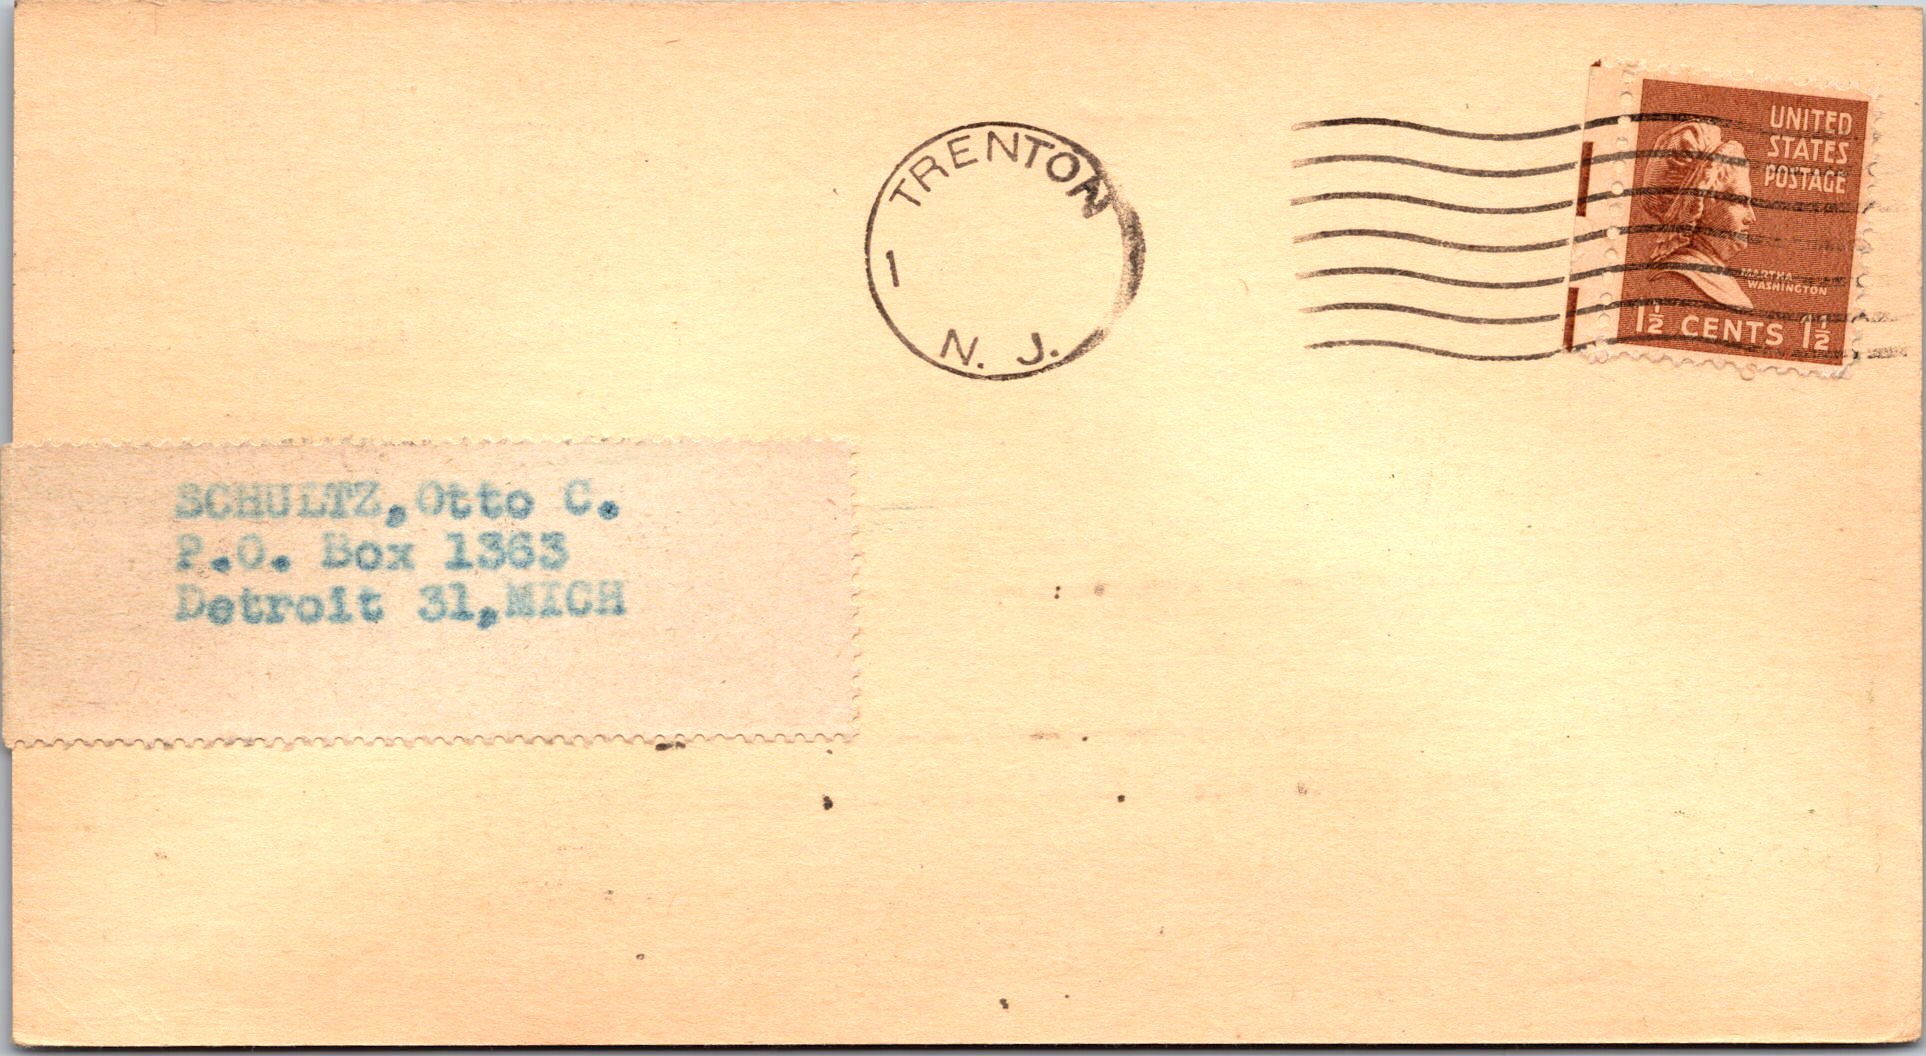 TRENTON
1
N. J.
UNITED
STATES
POSTAGE
MARTHA
WASHINGTON
1½ CENTS 1½
SCHULTZ, Otto C.
P.O. Box 1363
Detroit 31, MICH